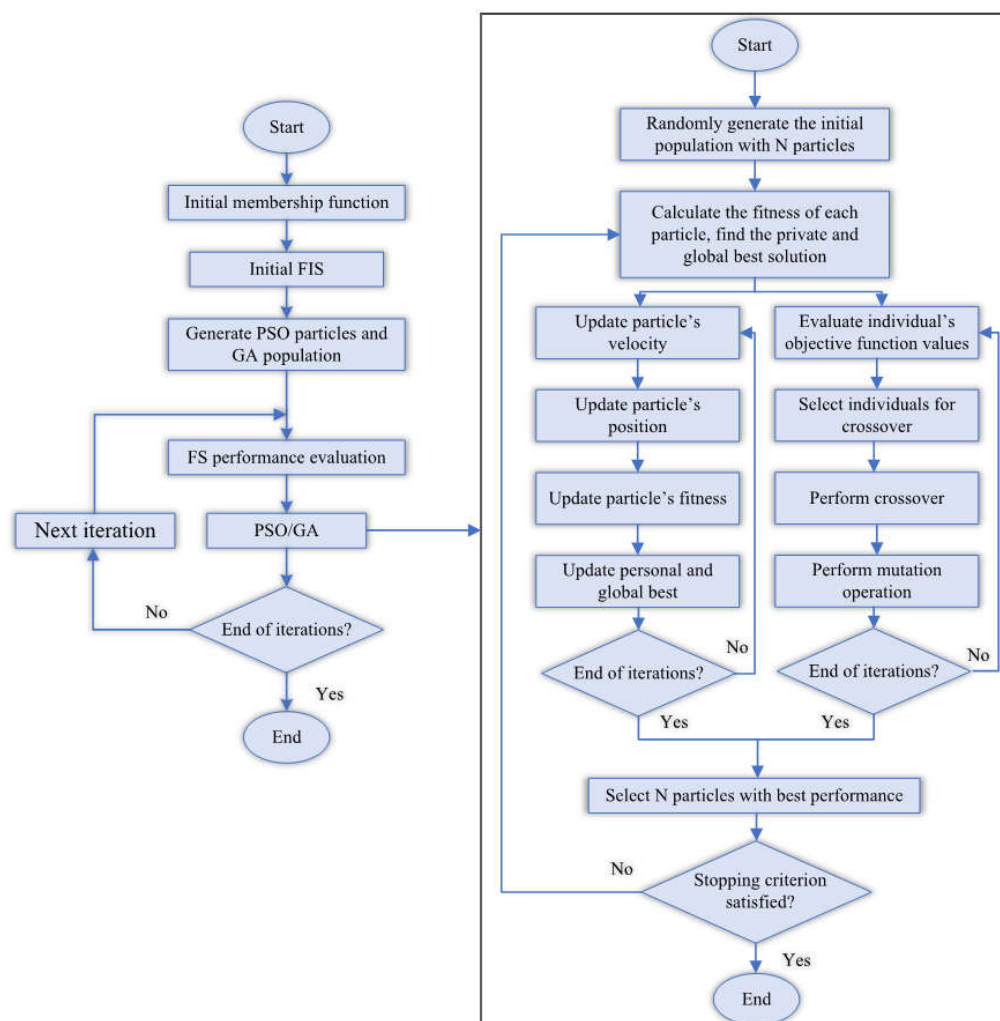 Start
Initial membership function
Initial FIS
Generate PSO particles and
GA population
FS performance evaluation
Next iteration
PSO/GA
No
End of iterations?
Yes
End
Start
Randomly generate the initial
population with N particles
Calculate the fitness of each
particle, find the private and
global best solution
Update particle’s
velocity
Update particle’s
position
Update particle’s fitness
Update personal and
global best
No
End of iterations?
Yes
Evaluate individual’s
objective function values
Select individuals for
crossover
Perform crossover
Perform mutation
operation
No
End of iterations?
Yes
Select N particles with best performance
No
Stopping criterion
satisfied?
Yes
End